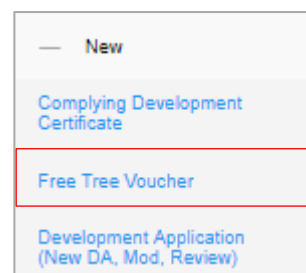 — New
Complying Development
Certificate
Free Tree Voucher
Development Application
(New DA, Mod, Review)